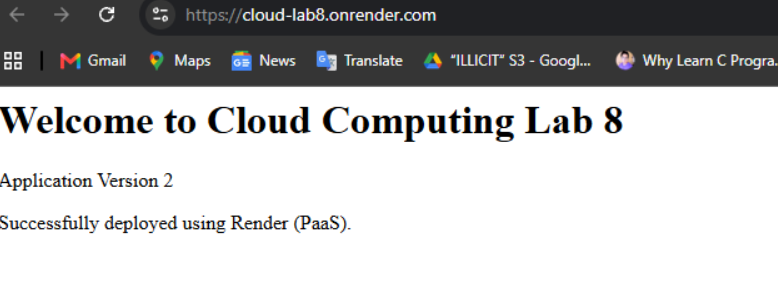 https://cloud-lab8.onrender.com
Gmail Maps News Translate "ILLICIT" S3 - Googl... Why Learn C Progra.
Welcome to Cloud Computing Lab 8
Application Version 2
Successfully deployed using Render (PaaS).